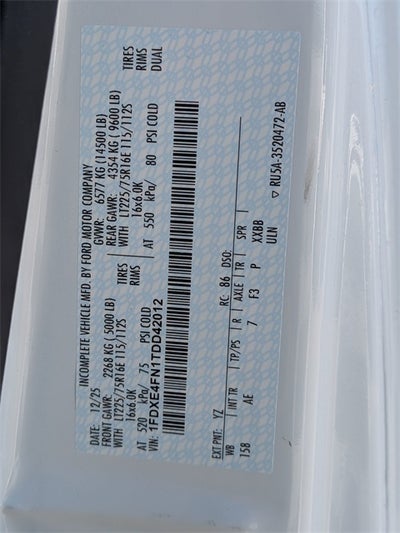 INCOMPLETE VEHICLE MFD. BY FORD MOTOR COMPANY
DATE: 12/25 GVWR: 6577 KG (14500 LB)
FRONT GAWR: 2268 KG ( 5000 LB) REAR GAWR: 4354 KG ( 9600 LB)
WITH LT225/75R16E 115/112S TIRES WITH LT225/75R16E 115/112S TIRES
16x6.0K RIMS 16x6.0K RIMS
AT 520 kPa/ 75 PSI COLD AT 550 kPa/ 80 PSI COLD DUAL
VIN: 1FDXE4FN1TDD42012
EXT PNT: YZ RC: 86 DSO:
WB INT TR TP/PS R AXLE TR SPR
158 AE 7 F3 P XXBB
ULN
RU5A-3520472-AB